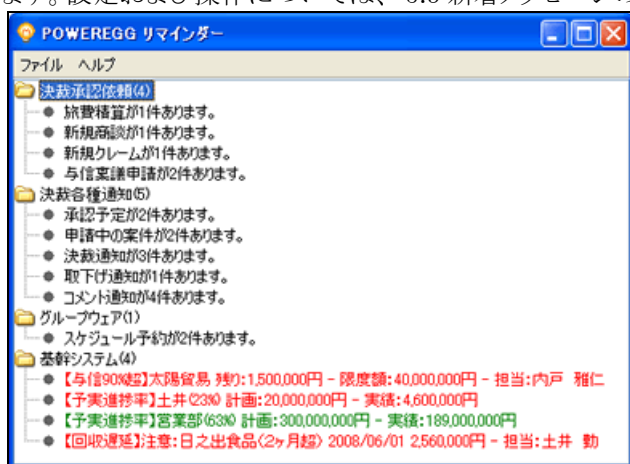 POWEREGG リマインダー
ファイル ヘルプ
決裁承認依頼(4)
旅費精算が1件あります。
新規商談が1件あります。
新規クレームが1件あります。
与信稟議申請が2件あります。
決裁各種通知(5)
承認予定が2件あります。
申請中の案件が2件あります。
決裁通知が3件あります。
取下げ通知が1件あります。
コメント通知が4件あります。
グループウェア(1)
スケジュール予約が2件あります。
基幹システム(4)
【与信90%超】太陽貿易 残り:1,500,000円 - 限度額:40,000,000円 - 担当:内戸 雅仁
【予実進捗率】土井(23%) 計画:20,000,000円 - 実績:4,600,000円
【予実進捗率】営業部(63%) 計画:300,000,000円 - 実績:189,000,000円
【回収遅延】注意:日之出食品(2ヶ月超) 2008/06/01 2,560,000円 - 担当:土井 勤